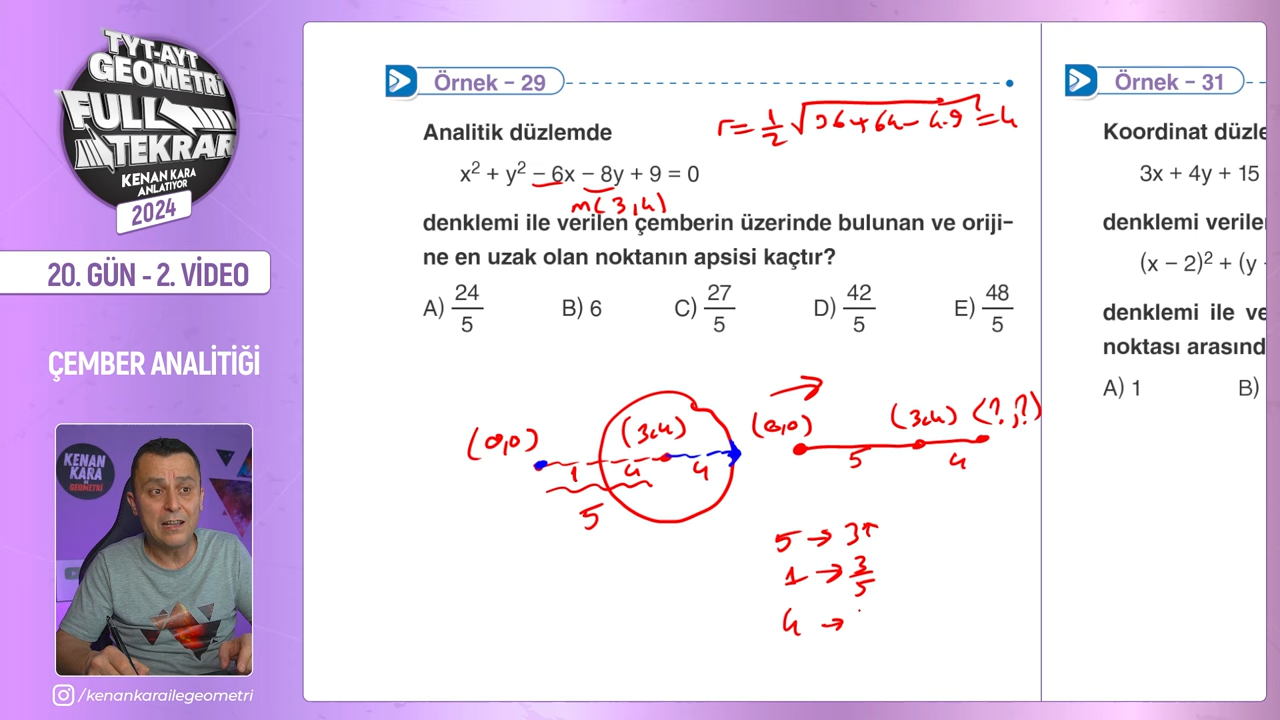 TYT-AYT
GEOMETRİ
FULL
TEKRAR
KENAN KARA
ANLATIYOR
2024
20. GÜN - 2. VİDEO
ÇEMBER ANALİTİĞİ
KENAN
KARA
GEOMETRİ
/kenankarailegeometri
Örnek – 29
r = 1/2 √36+64-4.9 = 4
Analitik düzlemde
x² + y² – 6x – 8y + 9 = 0
m(3,4)
denklemi ile verilen çemberin üzerinde bulunan ve oriji-
ne en uzak olan noktanın apsisi kaçtır?
A) 24/5 B) 6 C) 27/5 D) 42/5 E) 48/5
(0,0) (3,4)
1 4 4
5
(0,0) (3,4) (?,?)
5 4
5 → 3↑
1 → 3/5
4 →
Örnek – 31
Koordinat düzle
3x + 4y + 15
denklemi verile
(x – 2)² + (y
denklemi ile ve
noktası arasınd
A) 1 B)